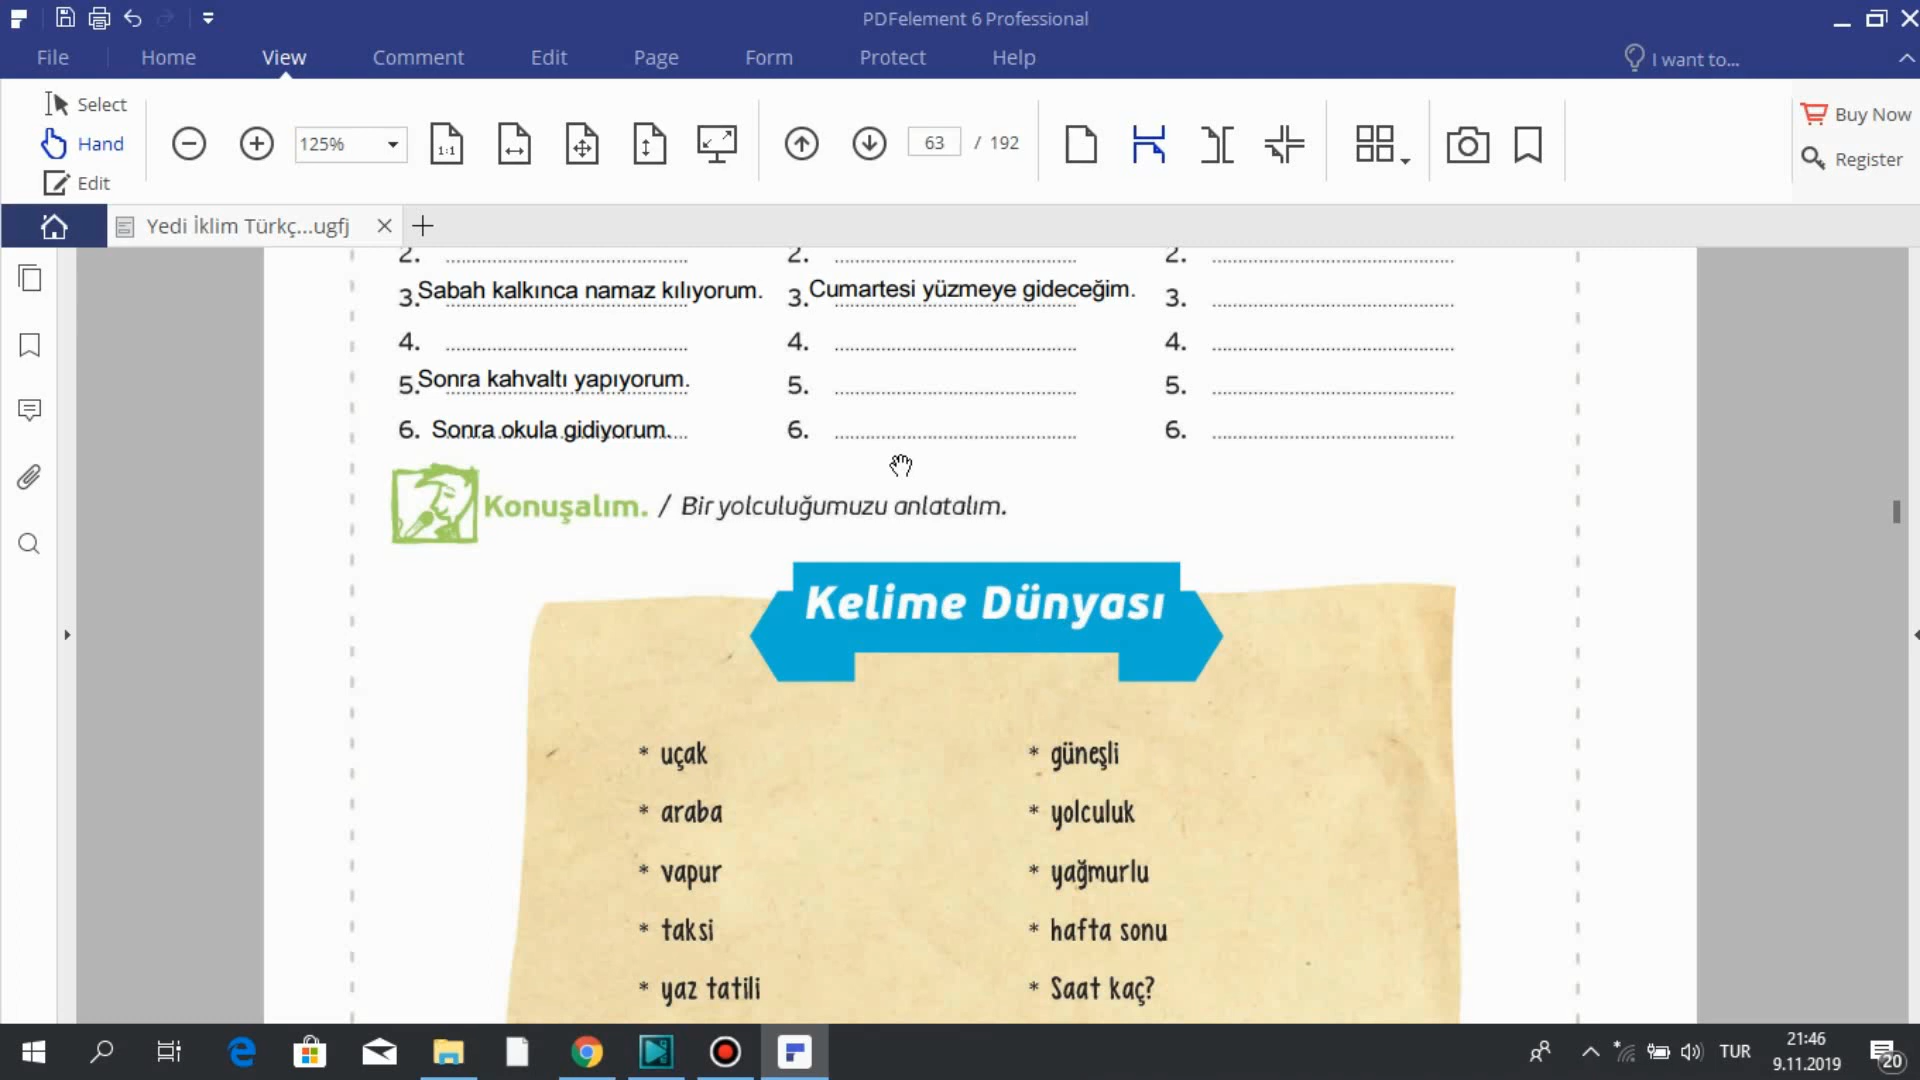 PDFelement 6 Professional
File Home View Comment Edit Page Form Protect Help I want to...
Select
Hand
Edit
125%
1:1
63 / 192
Buy Now
Register
Yedi İklim Türkç...ugfj
2. 2. 2.
3. Sabah kalkınca namaz kılıyorum. 3. Cumartesi yüzmeye gideceğim. 3.
4. 4. 4.
5. Sonra kahvaltı yapıyorum. 5. 5.
6. Sonra okula gidiyorum. 6. 6.
Konuşalım. / Bir yolculuğumuzu anlatalım.
Kelime Dünyası
* uçak * güneşli
* araba * yolculuk
* vapur * yağmurlu
* taksi * hafta sonu
* yaz tatili * Saat kaç?
TUR
21:46
9.11.2019
20